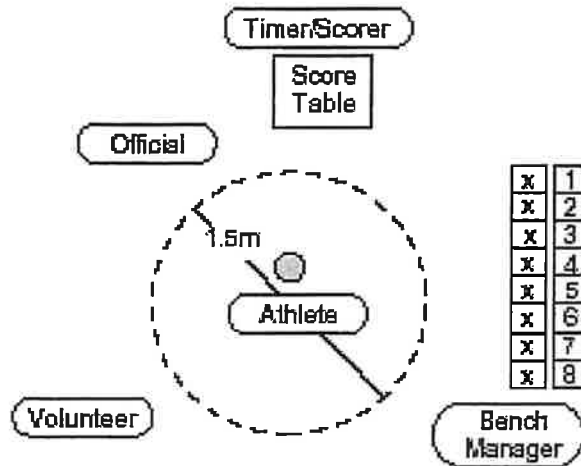 Timer/Scorer
Score
Table
Official
1.5m
Athlete
Volunteer
x 1
x 2
x 3
x 4
x 5
x 6
x 7
x 8
Bench
Manager